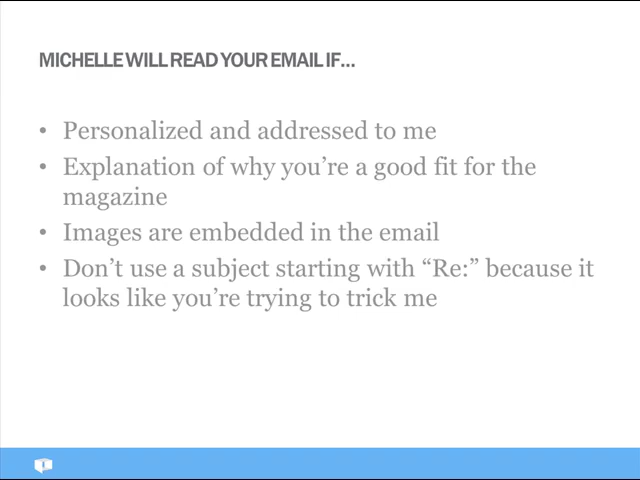 MICHELLE WILL READ YOUR EMAIL IF...
• Personalized and addressed to me
• Explanation of why you’re a good fit for the
magazine
• Images are embedded in the email
• Don’t use a subject starting with “Re:” because it
looks like you’re trying to trick me